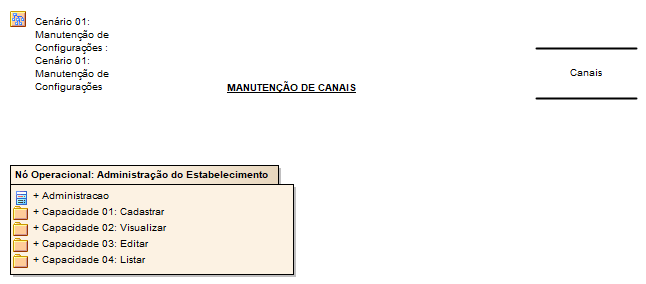 Cenário 01:
Manutenção de
Configurações :
Cenário 01:
Manutenção de
Configurações
MANUTENÇÃO DE CANAIS
Canais
Nó Operacional: Administração do Estabelecimento
+ Administracao
+ Capacidade 01: Cadastrar
+ Capacidade 02: Visualizar
+ Capacidade 03: Editar
+ Capacidade 04: Listar